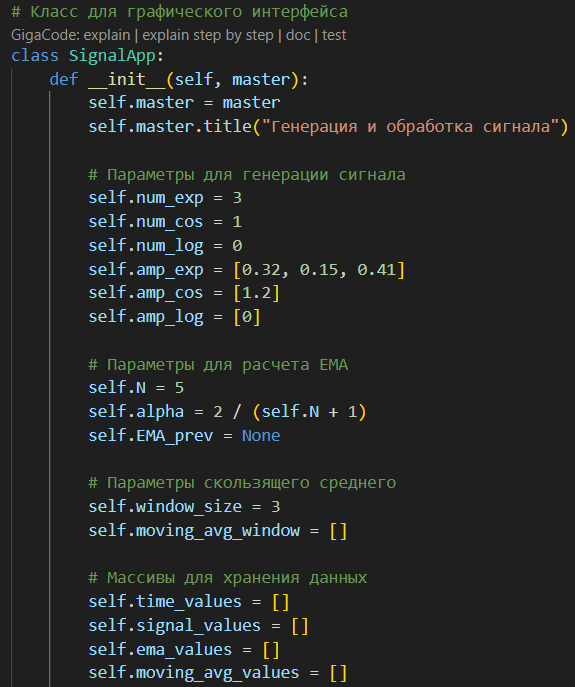 # Класс для графического интерфейса
GigaCode: explain | explain step by step | doc | test
class SignalApp:
    def __init__(self, master):
        self.master = master
        self.master.title("Генерация и обработка сигнала")

        # Параметры для генерации сигнала
        self.num_exp = 3
        self.num_cos = 1
        self.num_log = 0
        self.amp_exp = [0.32, 0.15, 0.41]
        self.amp_cos = [1.2]
        self.amp_log = [0]

        # Параметры для расчета EMA
        self.N = 5
        self.alpha = 2 / (self.N + 1)
        self.EMA_prev = None

        # Параметры скользящего среднего
        self.window_size = 3
        self.moving_avg_window = []

        # Массивы для хранения данных
        self.time_values = []
        self.signal_values = []
        self.ema_values = []
        self.moving_avg_values = []